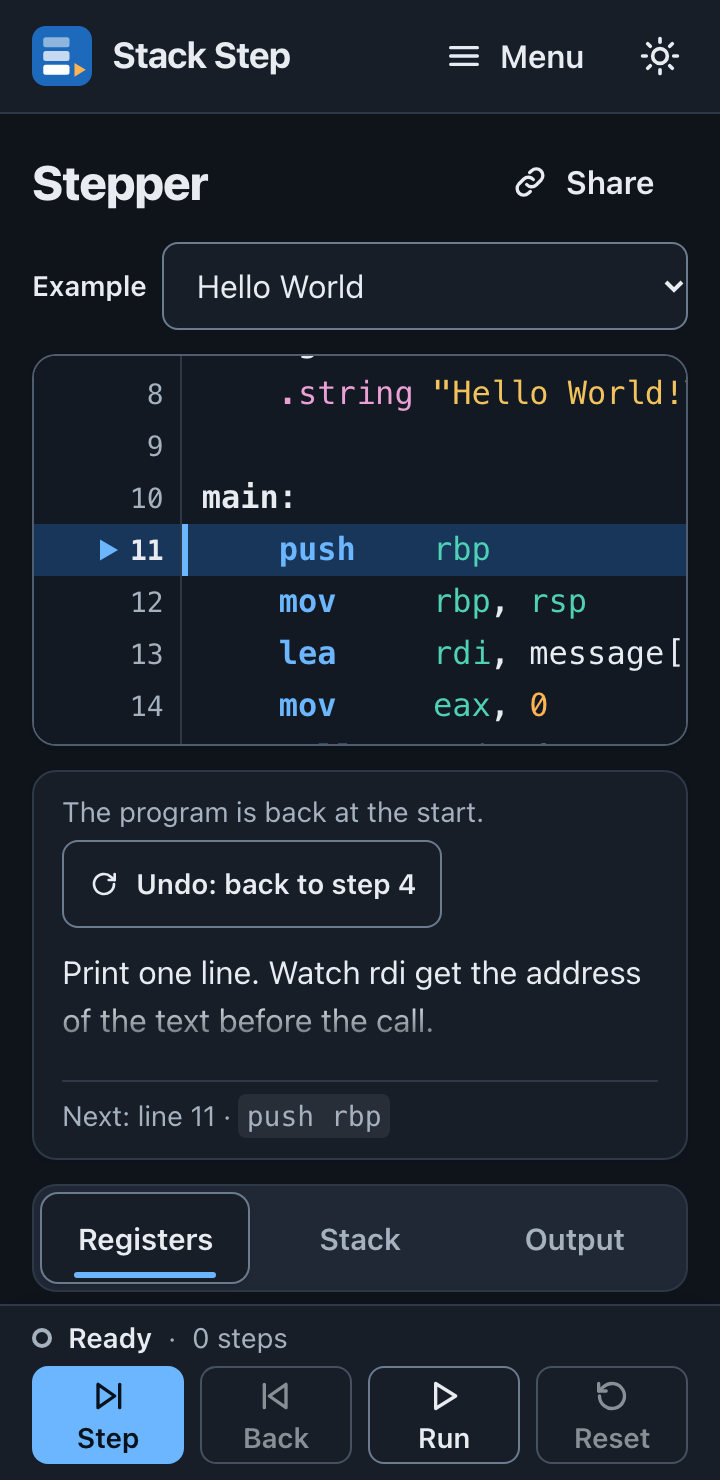 Stack Step
Menu
Stepper
Share
Example
Hello World
8 .string "Hello World!
9
10 main:
11 push rbp
12 mov rbp, rsp
13 lea rdi, message[
14 mov eax, 0
The program is back at the start.
Undo: back to step 4
Print one line. Watch rdi get the address
of the text before the call.
Next: line 11 · push rbp
Registers
Stack
Output
Ready · 0 steps
Step
Back
Run
Reset